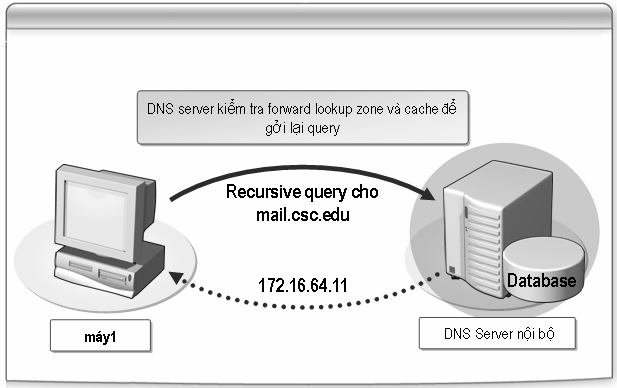 DNS server kiểm tra forward lookup zone và cache để
gởi lại query
Recursive query cho
mail.csc.edu
172.16.64.11
Database
máy1
DNS Server nội bộ